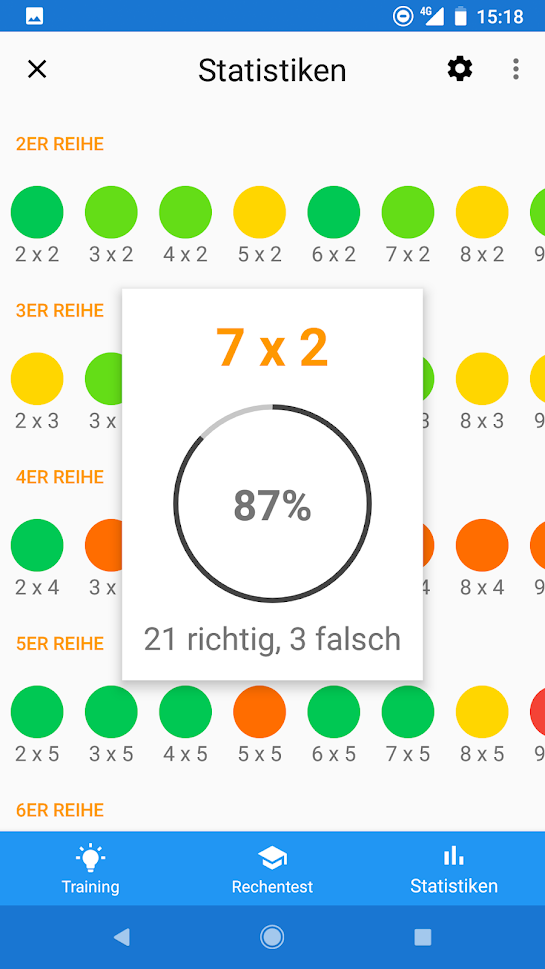 4G 15:18
Statistiken
2ER REIHE
2 x 2 3 x 2 4 x 2 5 x 2 6 x 2 7 x 2 8 x 2 9
3ER REIHE
7 x 2
2 x 3 3 x 3 8 x 3 9
4ER REIHE
87%
2 x 4 3 x 4 8 x 4 9
21 richtig, 3 falsch
5ER REIHE
2 x 5 3 x 5 4 x 5 5 x 5 6 x 5 7 x 5 8 x 5 9
6ER REIHE
Training Rechentest Statistiken